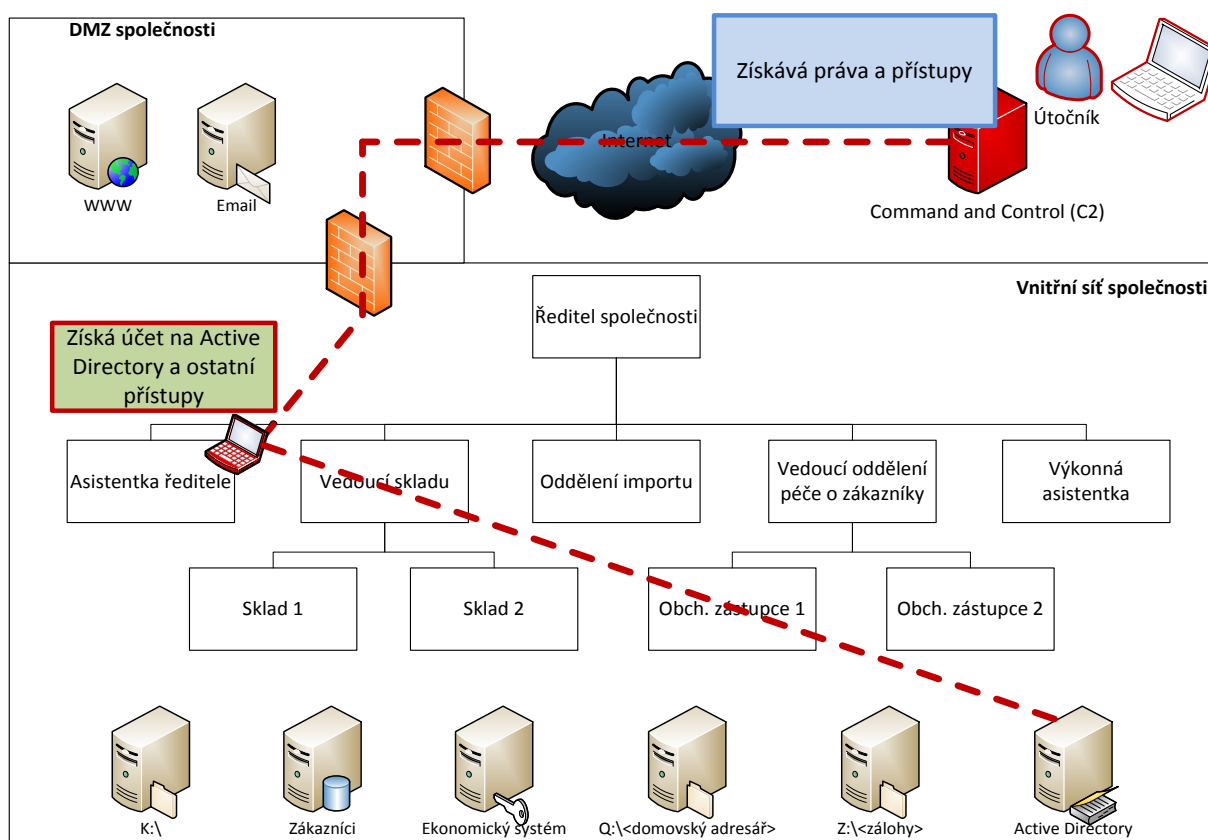 DMZ společnosti
WWW
Email
Internet
Získává práva a přístupy
Útočník
Command and Control (C2)
Vnitřní síť společnosti
Získá účet na Active
Directory a ostatní
přístupy
Ředitel společnosti
Asistentka ředitele
Vedoucí skladu
Oddělení importu
Vedoucí oddělení
péče o zákazníky
Výkonná
asistentka
Sklad 1
Sklad 2
Obch. zástupce 1
Obch. zástupce 2
K:\
Zákazníci
Ekonomický systém
Q:\<domovský adresář>
Z:\<zálohy>
Active Directory